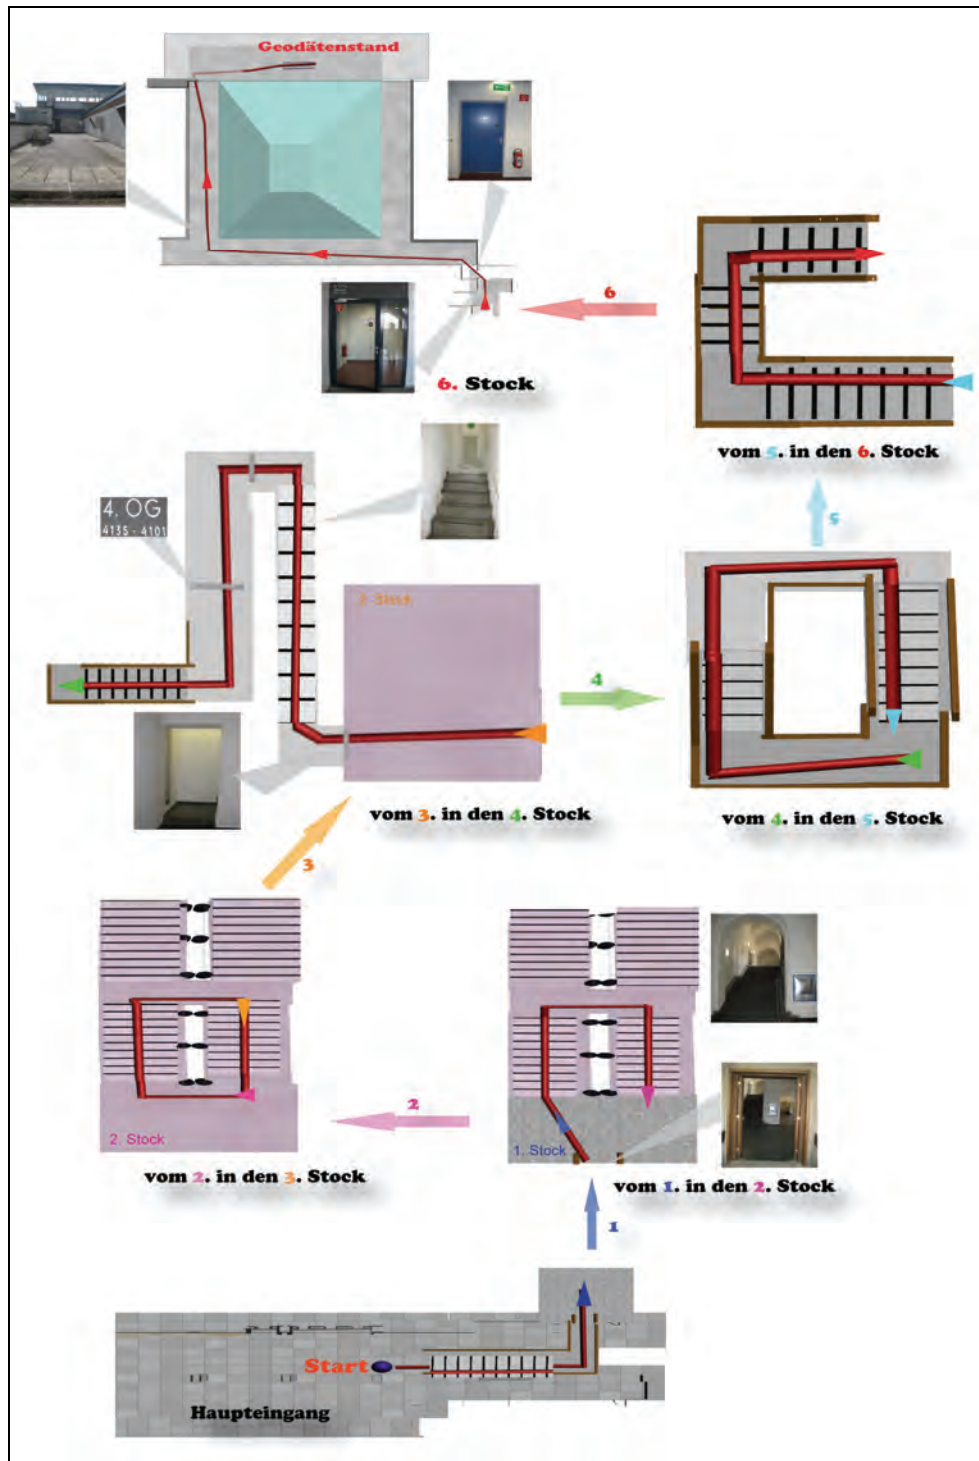 Geodätenstand
6
6. Stock
vom 5. in den 6. Stock
5
4. OG
4135 - 4101
3. Stock
4
vom 3. in den 4. Stock
vom 4. in den 5. Stock
3
2. Stock
2
1. Stock
vom 2. in den 3. Stock
vom 1. in den 2. Stock
1
Start
Haupteingang